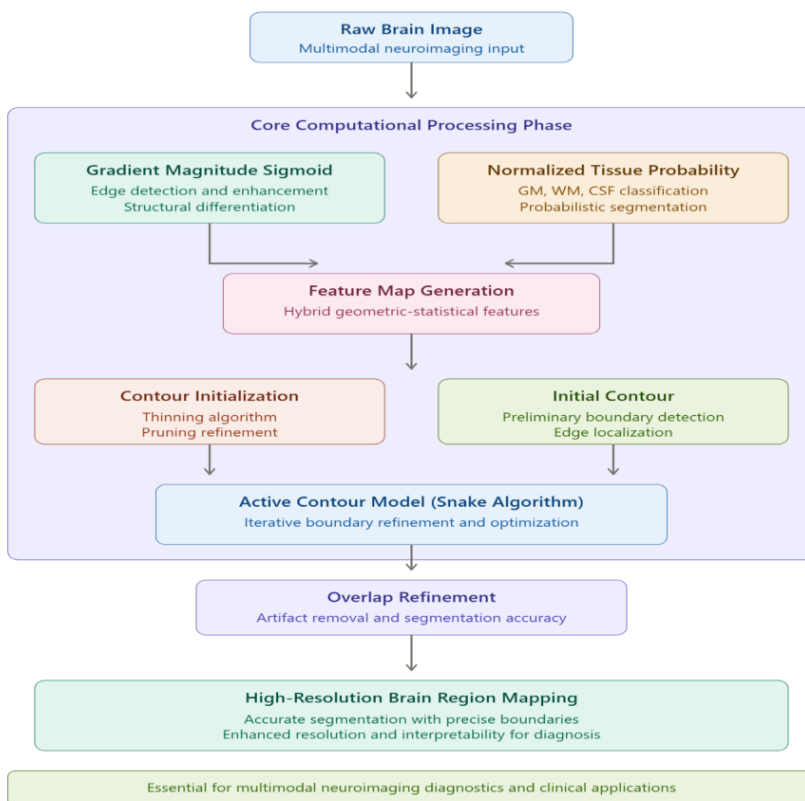 Raw Brain Image
Multimodal neuroimaging input
Core Computational Processing Phase
Gradient Magnitude Sigmoid
Edge detection and enhancement
Structural differentiation
Normalized Tissue Probability
GM, WM, CSF classification
Probabilistic segmentation
Feature Map Generation
Hybrid geometric-statistical features
Contour Initialization
Thinning algorithm
Pruning refinement
Initial Contour
Preliminary boundary detection
Edge localization
Active Contour Model (Snake Algorithm)
Iterative boundary refinement and optimization
Overlap Refinement
Artifact removal and segmentation accuracy
High-Resolution Brain Region Mapping
Accurate segmentation with precise boundaries
Enhanced resolution and interpretability for diagnosis
Essential for multimodal neuroimaging diagnostics and clinical applications